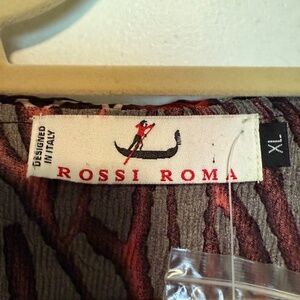 DESIGNED
IN ITALY
ROSSI ROMA
XL